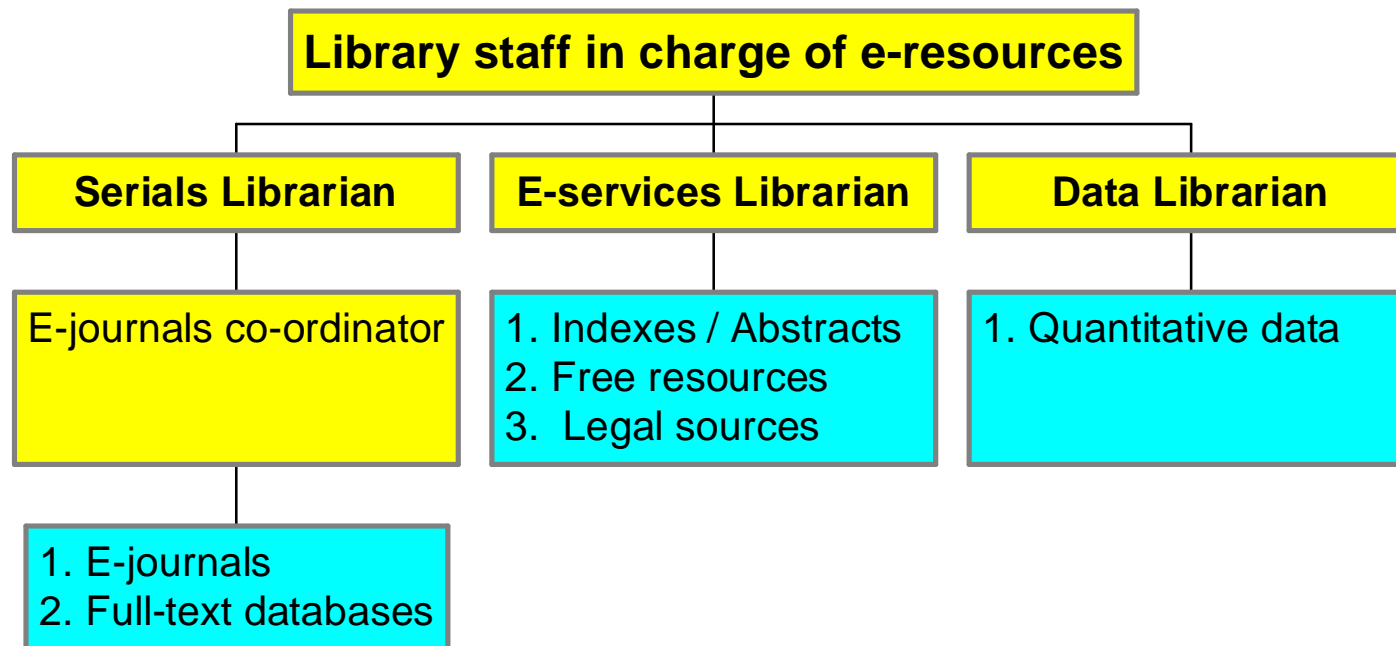 Library staff in charge of e-resources
Serials Librarian
E-services Librarian
Data Librarian
E-journals co-ordinator
1. Indexes / Abstracts
2. Free resources
3.  Legal sources
1. Quantitative data
1. E-journals
2. Full-text databases